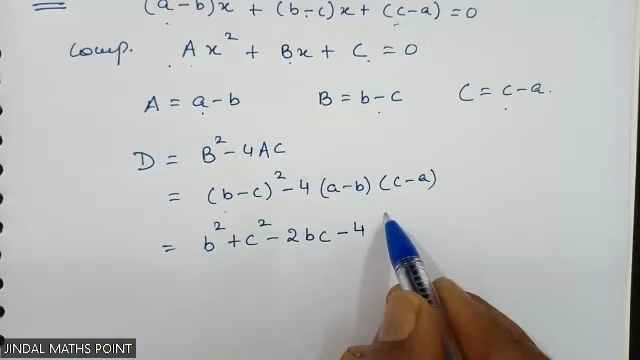 (a-b)x + (b-c)x + (c-a) = 0
Comp. Ax² + Bx + C = 0
A = a-b B = b-c C = c-a.
D = B² - 4AC
= (b-c)² - 4(a-b)(c-a)
= b² + c² - 2bc - 4
JINDAL MATHS POINT